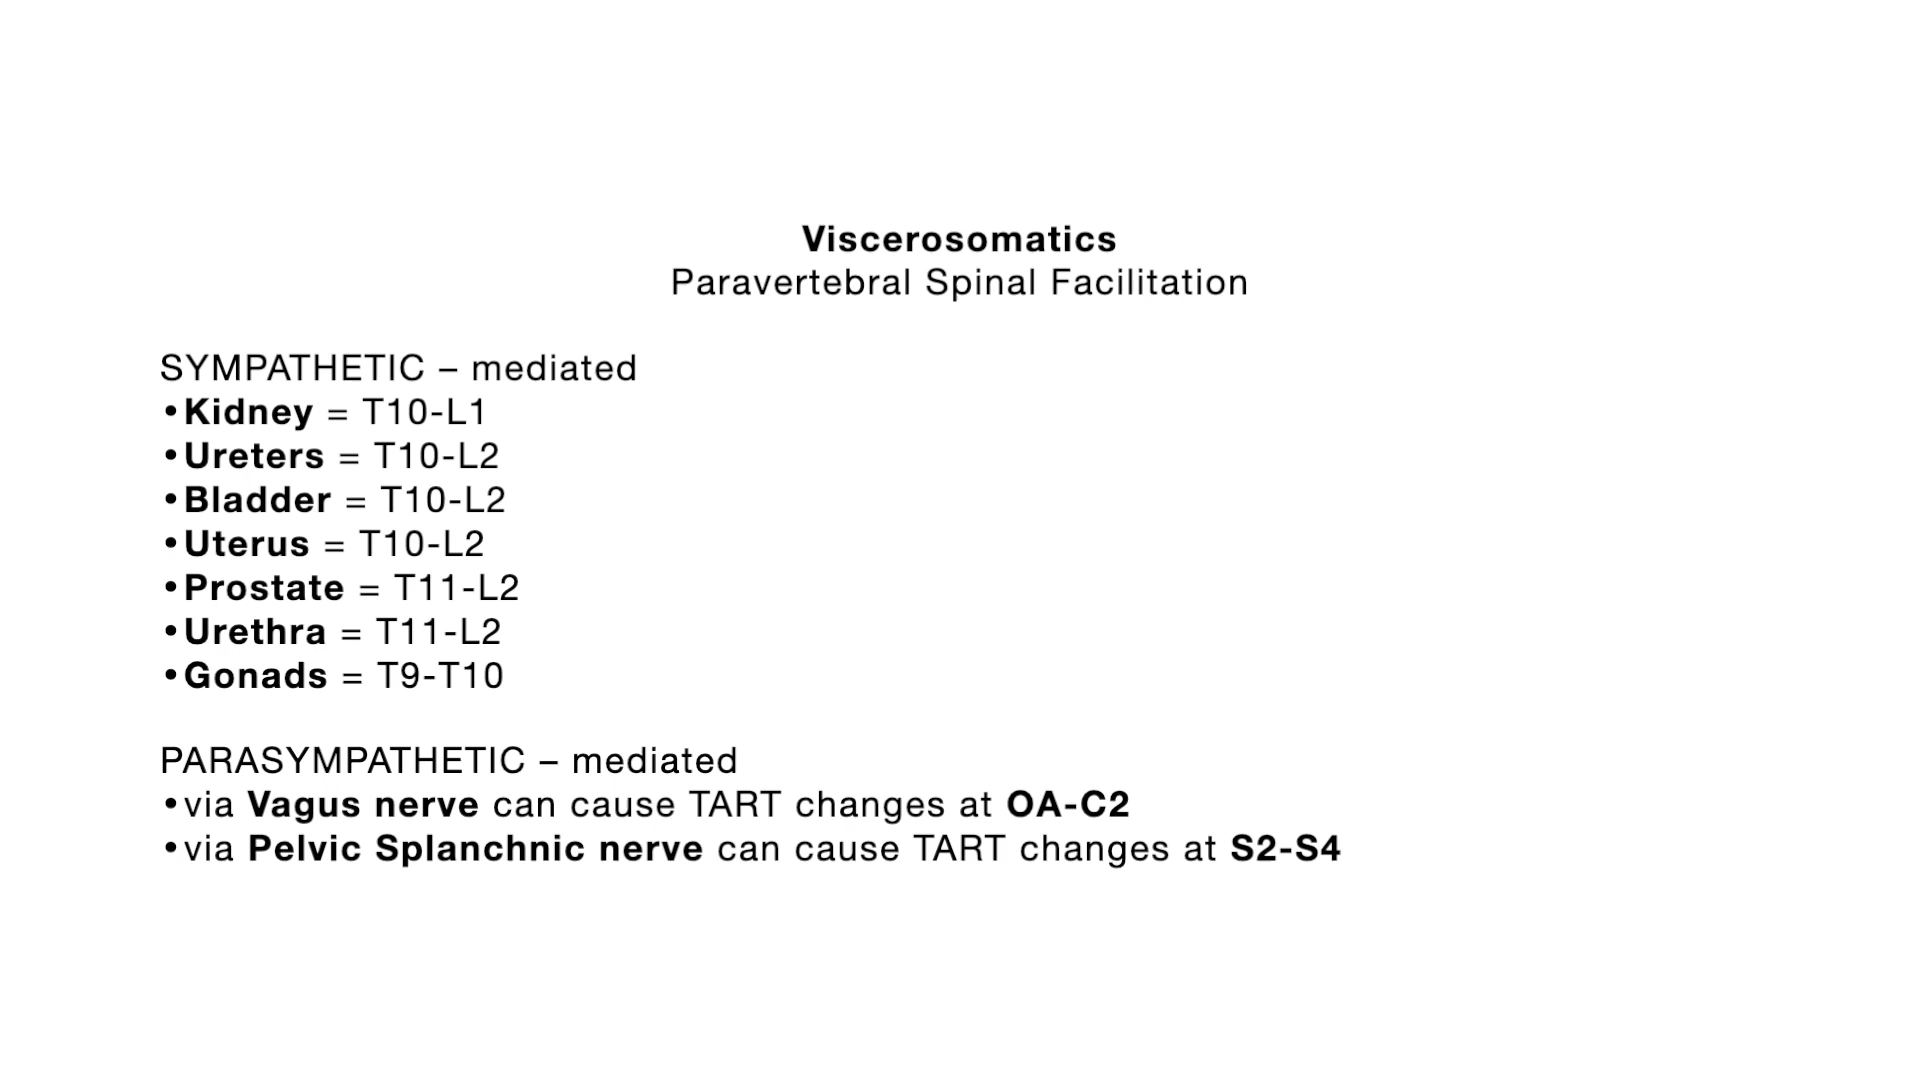 Viscerosomatics
Paravertebral Spinal Facilitation
SYMPATHETIC – mediated
•Kidney = T10-L1
•Ureters = T10-L2
•Bladder = T10-L2
•Uterus = T10-L2
•Prostate = T11-L2
•Urethra = T11-L2
•Gonads = T9-T10
PARASYMPATHETIC – mediated
•via Vagus nerve can cause TART changes at OA-C2
•via Pelvic Splanchnic nerve can cause TART changes at S2-S4